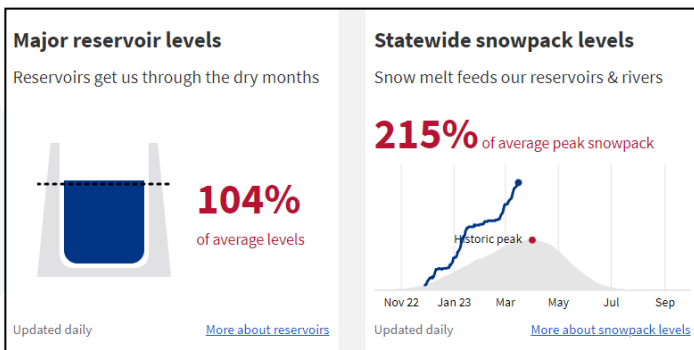 Major reservoir levels
Reservoirs get us through the dry months
104%
of average levels
Updated daily
More about reservoirs
Statewide snowpack levels
Snow melt feeds our reservoirs & rivers
215% of average peak snowpack
Historic peak
Nov 22 Jan 23 Mar May Jul Sep
Updated daily
More about snowpack levels